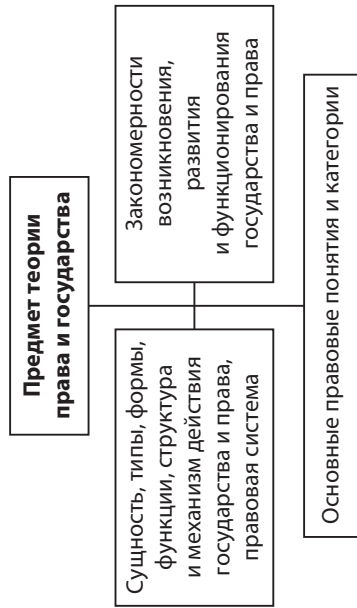 Предмет теории
права и государства
Сущность, типы, формы,
функции, структура
и механизм действия
государства и права,
правовая система
Закономерности
возникновения,
развития
и функционирования
государства и права
Основные правовые понятия и категории